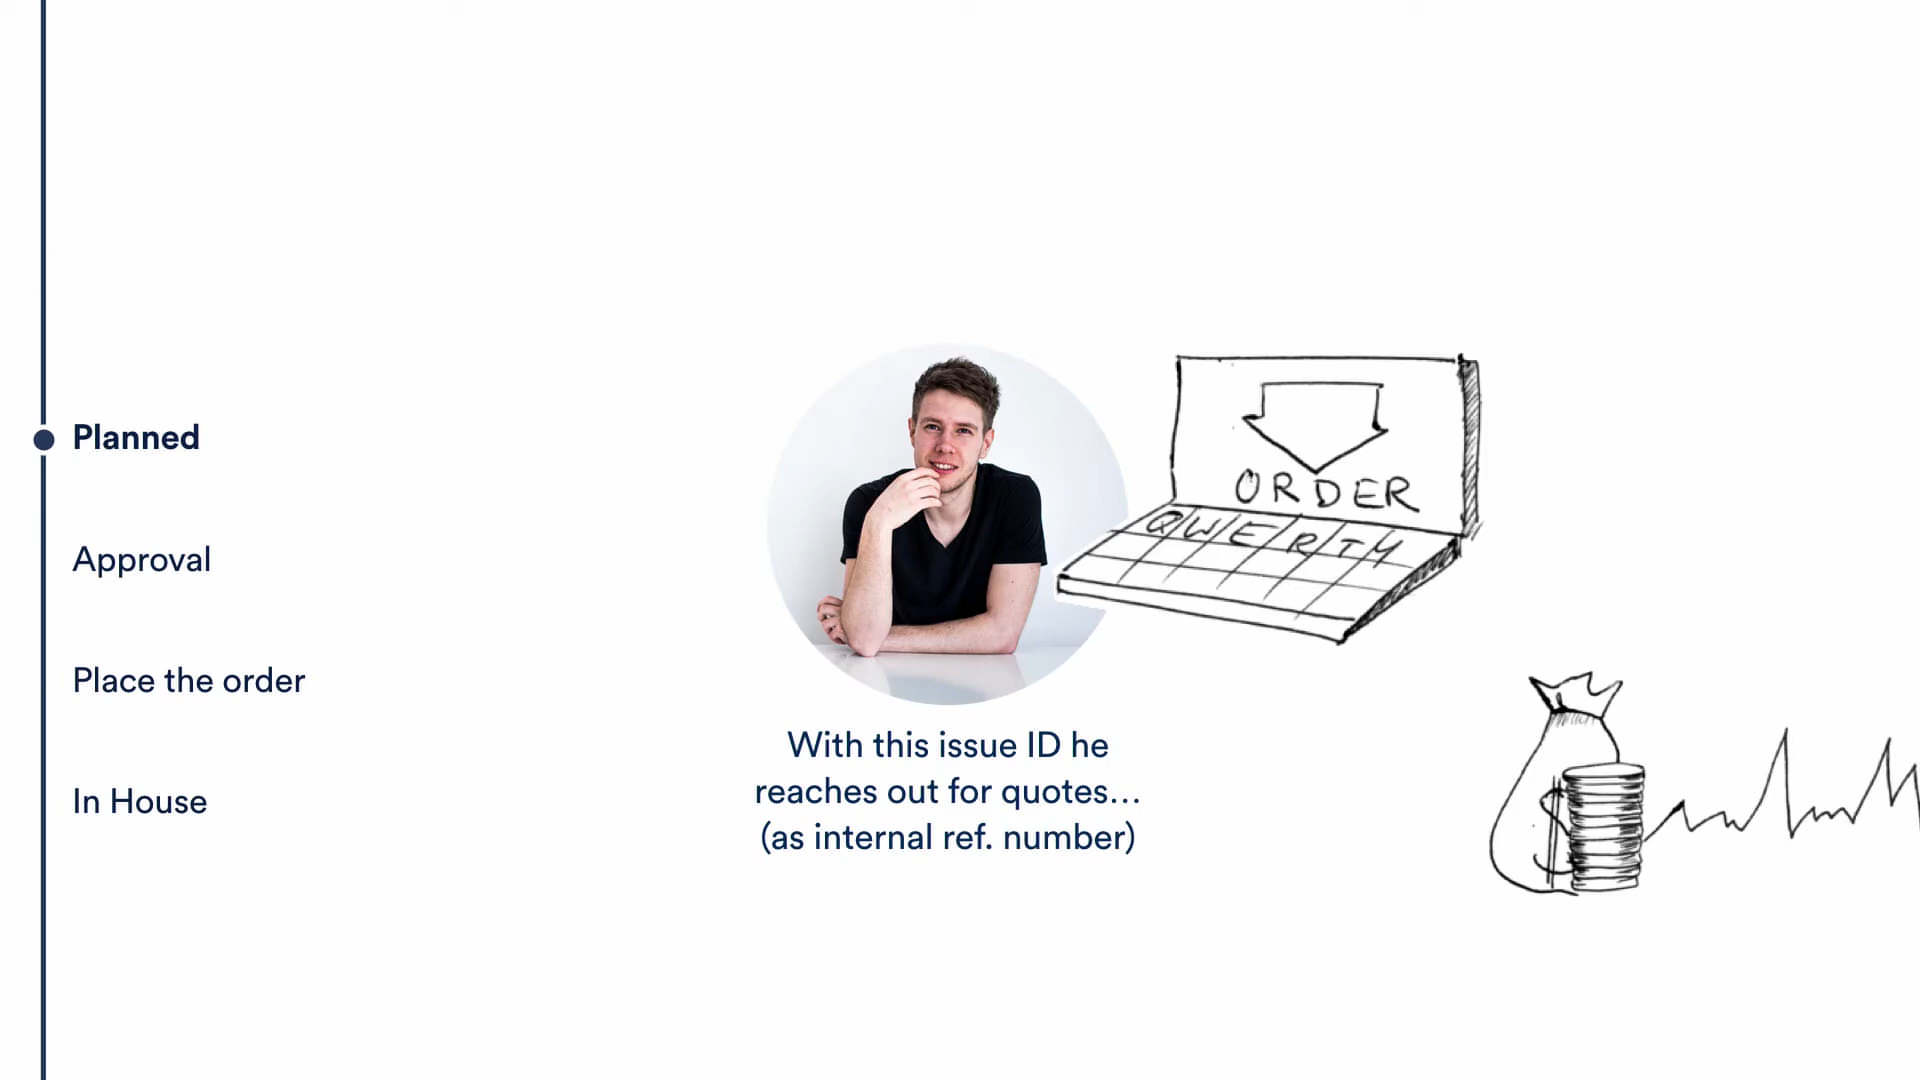 Planned
Approval
Place the order
In House
ORDER
QWERTY
With this issue ID he
reaches out for quotes...
(as internal ref. number)